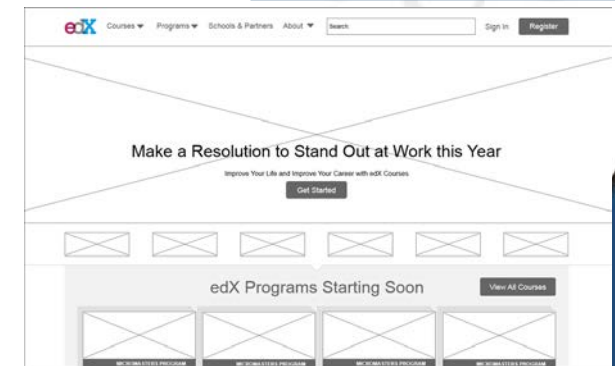 edX Courses Programs Schools & Partners About Search Sign In Register
Make a Resolution to Stand Out at Work this Year
Improve Your Life and Improve Your Career with edX Courses
Get Started
edX Programs Starting Soon View All Courses
MICROMASTERS PROGRAM MICROMASTERS PROGRAM MICROMASTERS PROGRAM MICROMASTERS PROGRAM